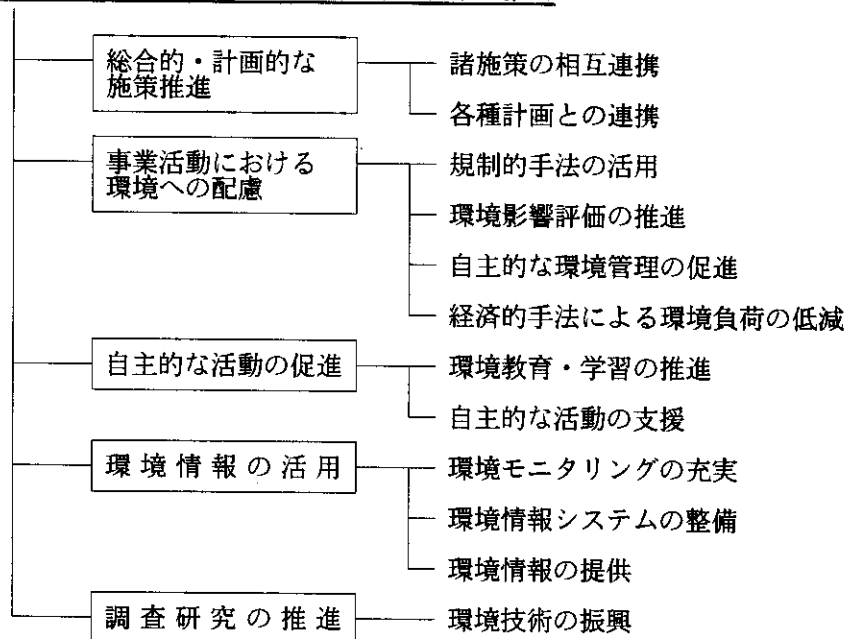 総合的・計画的な
施策推進
諸施策の相互連携
各種計画との連携
事業活動における
環境への配慮
規制的手法の活用
環境影響評価の推進
自主的な環境管理の促進
経済的手法による環境負荷の低減
自主的な活動の促進
環境教育・学習の推進
自主的な活動の支援
環境情報の活用
環境モニタリングの充実
環境情報システムの整備
環境情報の提供
調査研究の推進
環境技術の振興